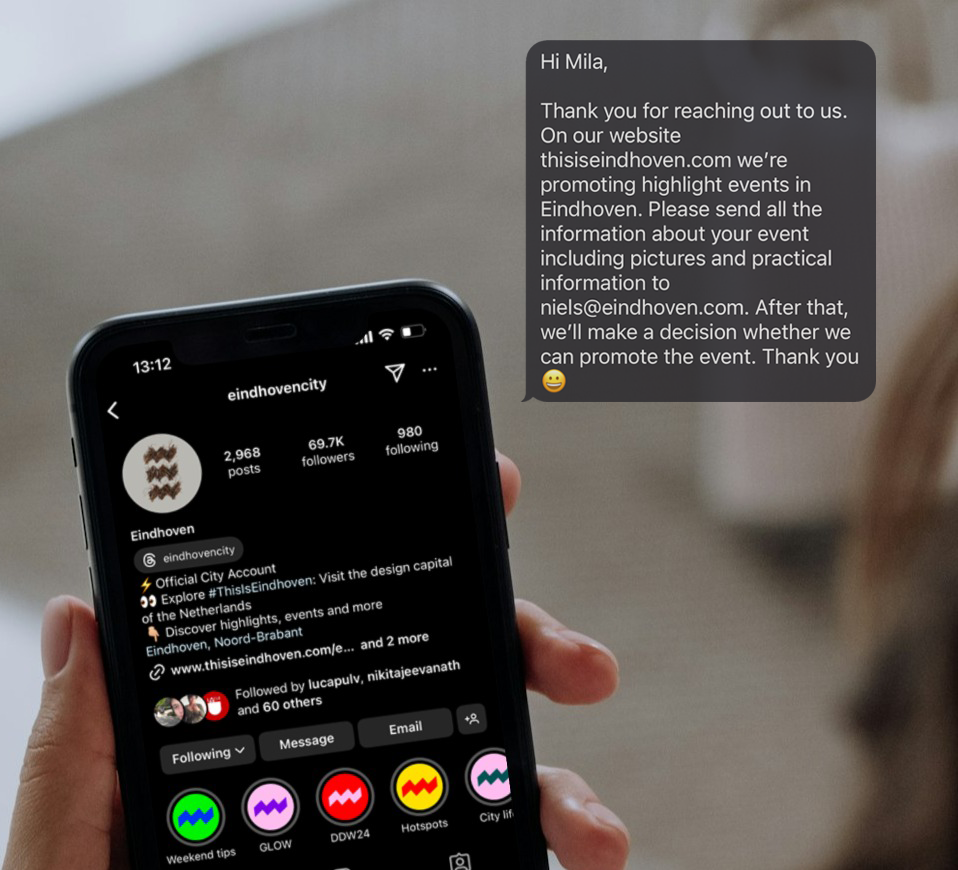 Hi Mila,
Thank you for reaching out to us.
On our website
thisiseindhoven.com we're
promoting highlight events in
Eindhoven. Please send all the
information about your event
including pictures and practical
information to
niels@eindhoven.com. After that,
we'll make a decision whether we
can promote the event. Thank you
😀
13:12
eindhovencity
2,968 69.7K 980
posts followers following
Eindhoven
eindhovencity
⚡ Official City Account
👀 Explore #ThisIsEindhoven: Visit the design capital
of the Netherlands
👇🏼 Discover highlights, events and more
Eindhoven, Noord-Brabant
www.thisiseindhoven.com/e... and 2 more
Followed by lucapulv, nikitajeevanath
and 60 others
Following Message Email
Weekend tips GLOW DDW24 Hotspots City lif